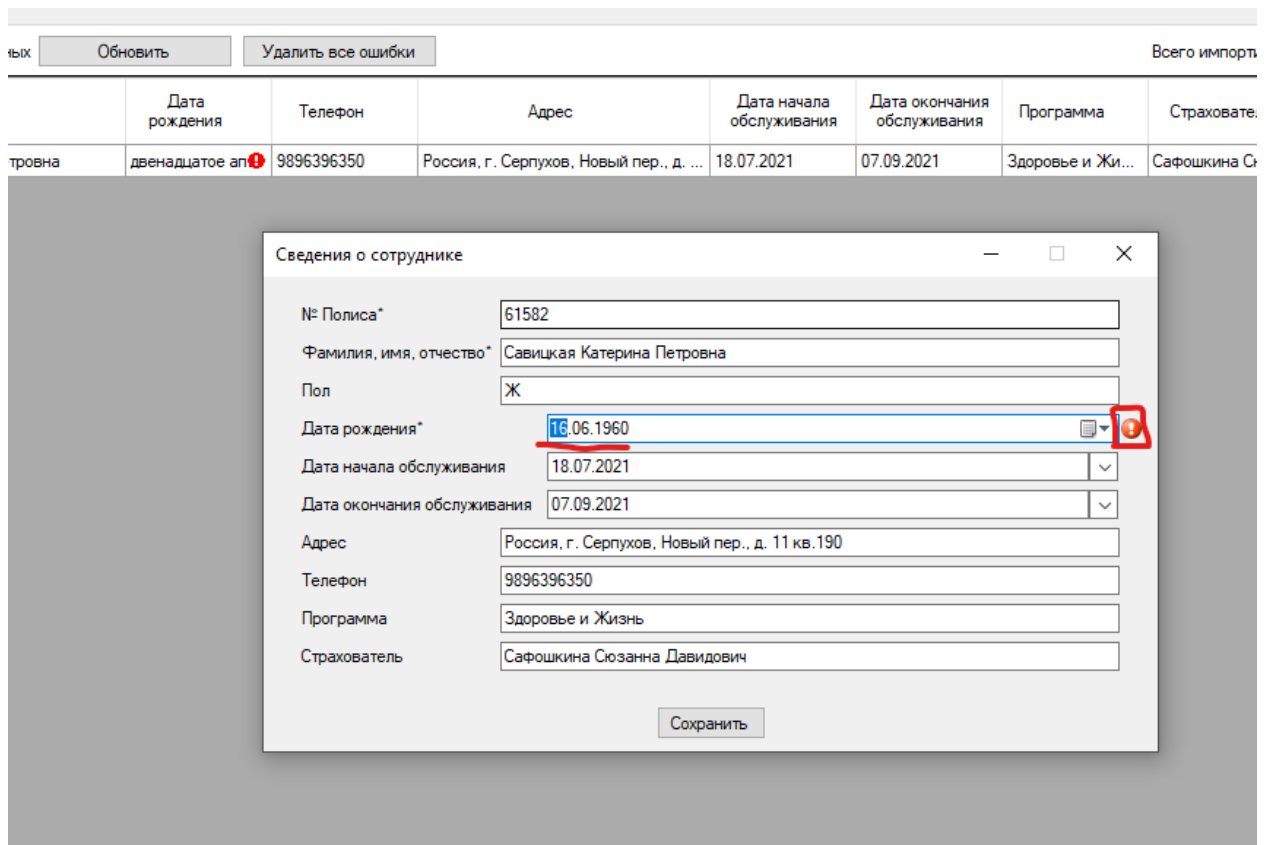 ных Обновить Удалить все ошибки Всего импорти
Дата рождения Телефон Адрес Дата начала обслуживания Дата окончания обслуживания Программа Страховате
тровна двенадцатое ап 9896396350 Россия, г. Серпухов, Новый пер., д. ... 18.07.2021 07.09.2021 Здоровье и Жи... Сафошкина Сю
Сведения о сотруднике
№ Полиса* 61582
Фамилия, имя, отчество* Савицкая Катерина Петровна
Пол Ж
Дата рождения* 16.06.1960
Дата начала обслуживания 18.07.2021
Дата окончания обслуживания 07.09.2021
Адрес Россия, г. Серпухов, Новый пер., д. 11 кв.190
Телефон 9896396350
Программа Здоровье и Жизнь
Страхователь Сафошкина Сюзанна Давидович
Сохранить